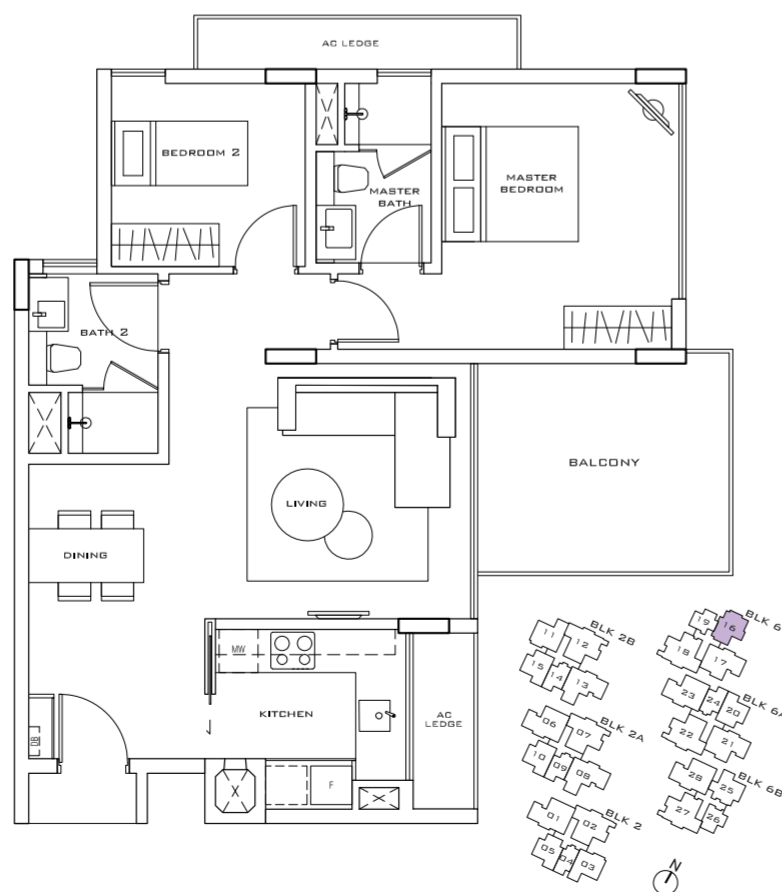 AC LEDGE
BEDROOM 2
MASTER
BATH
MASTER
BEDROOM
BATH 2
BALCONY
LIVING
DINING
MW
KITCHEN
AC
LEDGE
DB
X
F
BLK 2B
11
12
15
14
13
BLK 2A
06
07
10
09
08
BLK 2
01
02
05
04
03
BLK 6
19
16
18
17
BLK 6A
23
24
20
22
21
BLK 6B
28
25
27
26
N